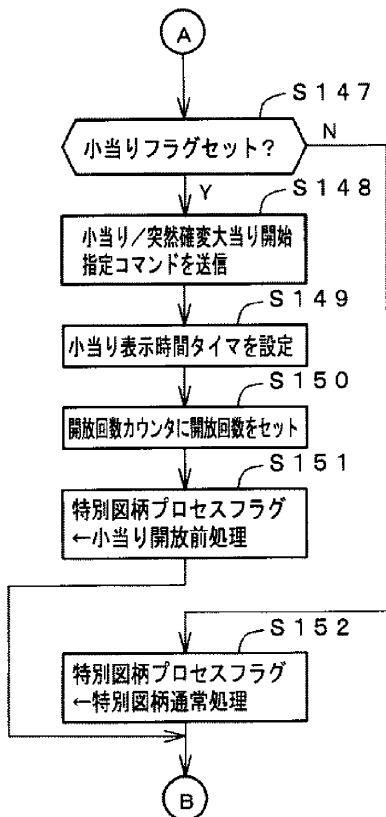 A
S147
小当りフラグセット?
N
Y
S148
小当り/突然確変大当り開始
指定コマンドを送信
S149
小当り表示時間タイマを設定
S150
開放回数カウンタに開放回数をセット
S151
特別図柄プロセスフラグ
←小当り開放前処理
S152
特別図柄プロセスフラグ
←特別図柄通常処理
B